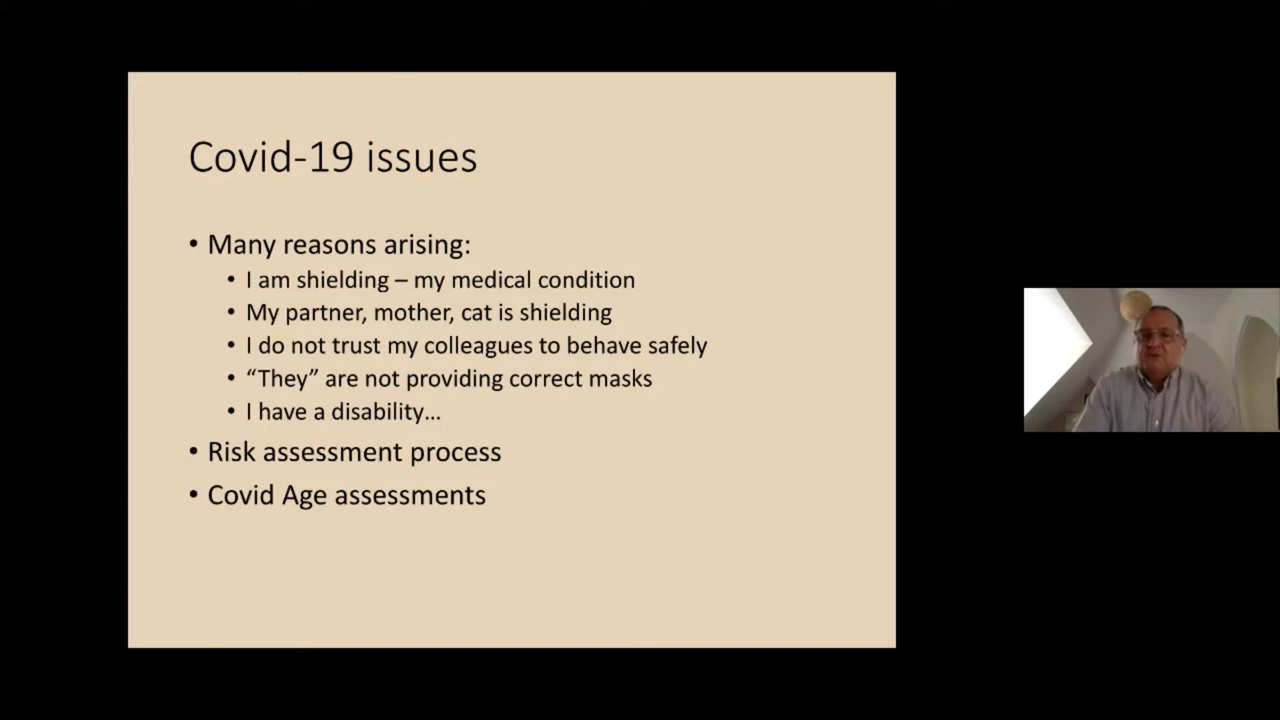 Covid-19 issues
• Many reasons arising:
• I am shielding – my medical condition
• My partner, mother, cat is shielding
• I do not trust my colleagues to behave safely
• “They” are not providing correct masks
• I have a disability…
• Risk assessment process
• Covid Age assessments